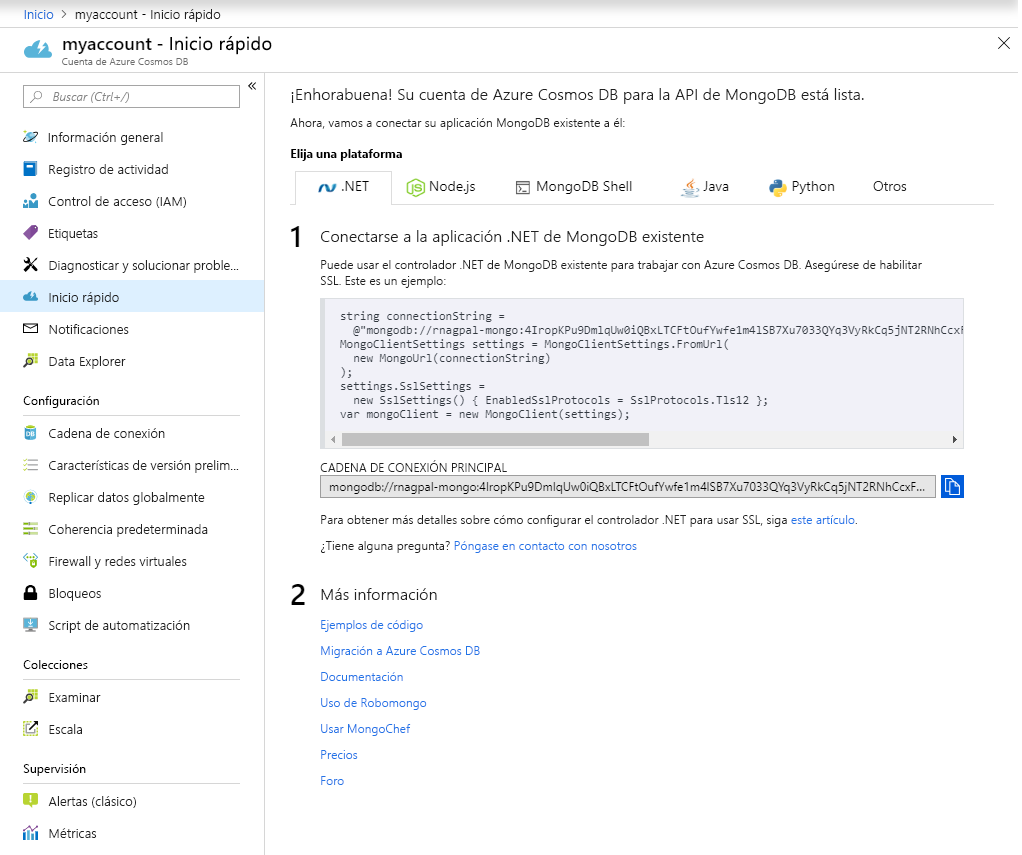 Inicio > myaccount - Inicio rápido
myaccount - Inicio rápido
Cuenta de Azure Cosmos DB
Buscar (Ctrl+/)
Información general
Registro de actividad
Control de acceso (IAM)
Etiquetas
Diagnosticar y solucionar proble...
Inicio rápido
Notificaciones
Data Explorer
Configuración
Cadena de conexión
Características de versión prelim...
Replicar datos globalmente
Coherencia predeterminada
Firewall y redes virtuales
Bloqueos
Script de automatización
Colecciones
Examinar
Escala
Supervisión
Alertas (clásico)
Métricas
¡Enhorabuena! Su cuenta de Azure Cosmos DB para la API de MongoDB está lista.
Ahora, vamos a conectar su aplicación MongoDB existente a él:
Elija una plataforma
.NET Node.js MongoDB Shell Java Python Otros
1 Conectarse a la aplicación .NET de MongoDB existente
Puede usar el controlador .NET de MongoDB existente para trabajar con Azure Cosmos DB. Asegúrese de habilitar
SSL. Este es un ejemplo:
string connectionString =
@"mongodb://rnagpal-mongo:4IropKPu9DmlqUw0iQBxLTCFtOufYwfe1m4lSB7Xu7033QYq3VyRkCq5jNT2RNhCcxF
MongoClientSettings settings = MongoClientSettings.FromUrl(
new MongoUrl(connectionString)
);
settings.SslSettings =
new SslSettings() { EnabledSslProtocols = SslProtocols.Tls12 };
var mongoClient = new MongoClient(settings);
CADENA DE CONEXIÓN PRINCIPAL
mongodb://rnagpal-mongo:4IropKPu9DmlqUw0iQBxLTCFtOufYwfe1m4lSB7Xu7033QYq3VyRkCq5jNT2RNhCcxF...
Para obtener más detalles sobre cómo configurar el controlador .NET para usar SSL, siga este artículo.
¿Tiene alguna pregunta? Póngase en contacto con nosotros
2 Más información
Ejemplos de código
Migración a Azure Cosmos DB
Documentación
Uso de Robomongo
Usar MongoChef
Precios
Foro